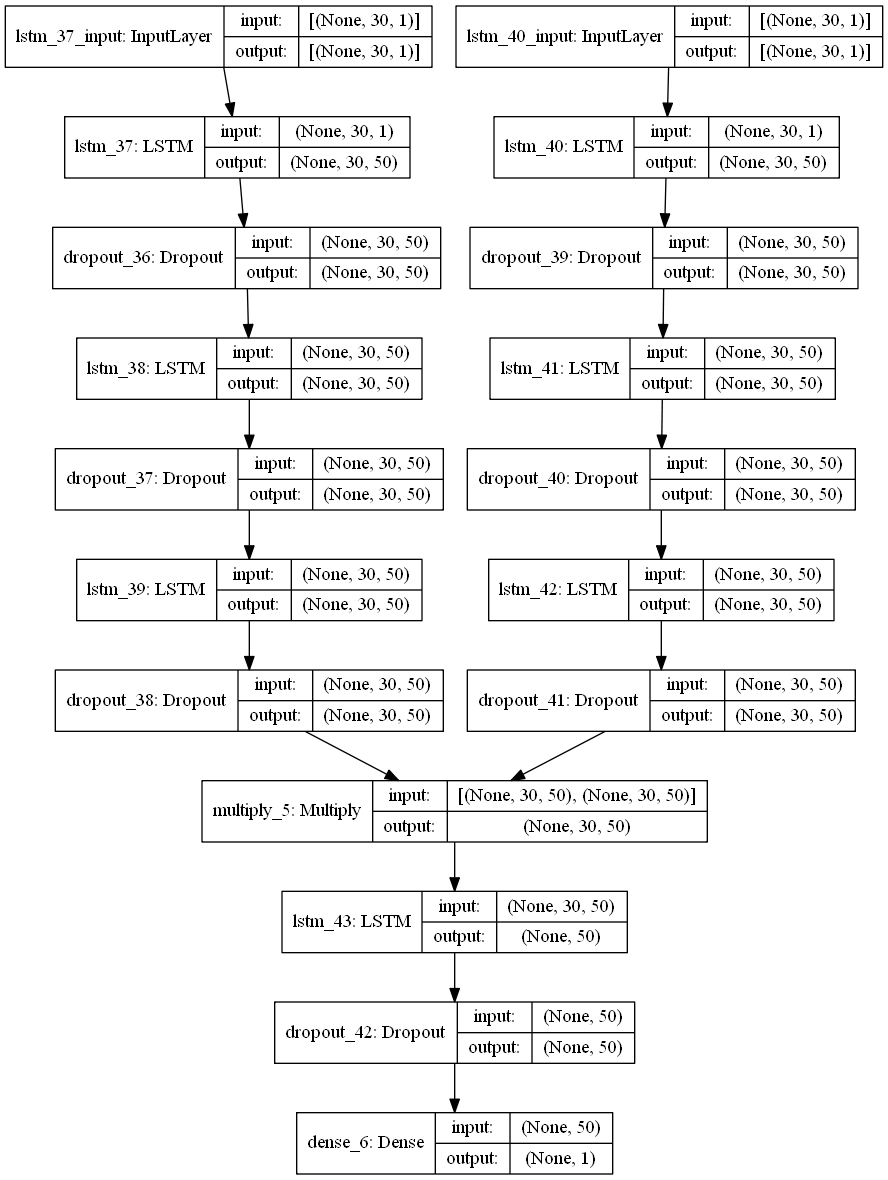 lstm_37_input: InputLayer
input: [(None, 30, 1)]
output: [(None, 30, 1)]
lstm_40_input: InputLayer
input: [(None, 30, 1)]
output: [(None, 30, 1)]
lstm_37: LSTM
input: (None, 30, 1)
output: (None, 30, 50)
lstm_40: LSTM
input: (None, 30, 1)
output: (None, 30, 50)
dropout_36: Dropout
input: (None, 30, 50)
output: (None, 30, 50)
dropout_39: Dropout
input: (None, 30, 50)
output: (None, 30, 50)
lstm_38: LSTM
input: (None, 30, 50)
output: (None, 30, 50)
lstm_41: LSTM
input: (None, 30, 50)
output: (None, 30, 50)
dropout_37: Dropout
input: (None, 30, 50)
output: (None, 30, 50)
dropout_40: Dropout
input: (None, 30, 50)
output: (None, 30, 50)
lstm_39: LSTM
input: (None, 30, 50)
output: (None, 30, 50)
lstm_42: LSTM
input: (None, 30, 50)
output: (None, 30, 50)
dropout_38: Dropout
input: (None, 30, 50)
output: (None, 30, 50)
dropout_41: Dropout
input: (None, 30, 50)
output: (None, 30, 50)
multiply_5: Multiply
input: [(None, 30, 50), (None, 30, 50)]
output: (None, 30, 50)
lstm_43: LSTM
input: (None, 30, 50)
output: (None, 50)
dropout_42: Dropout
input: (None, 50)
output: (None, 50)
dense_6: Dense
input: (None, 50)
output: (None, 1)